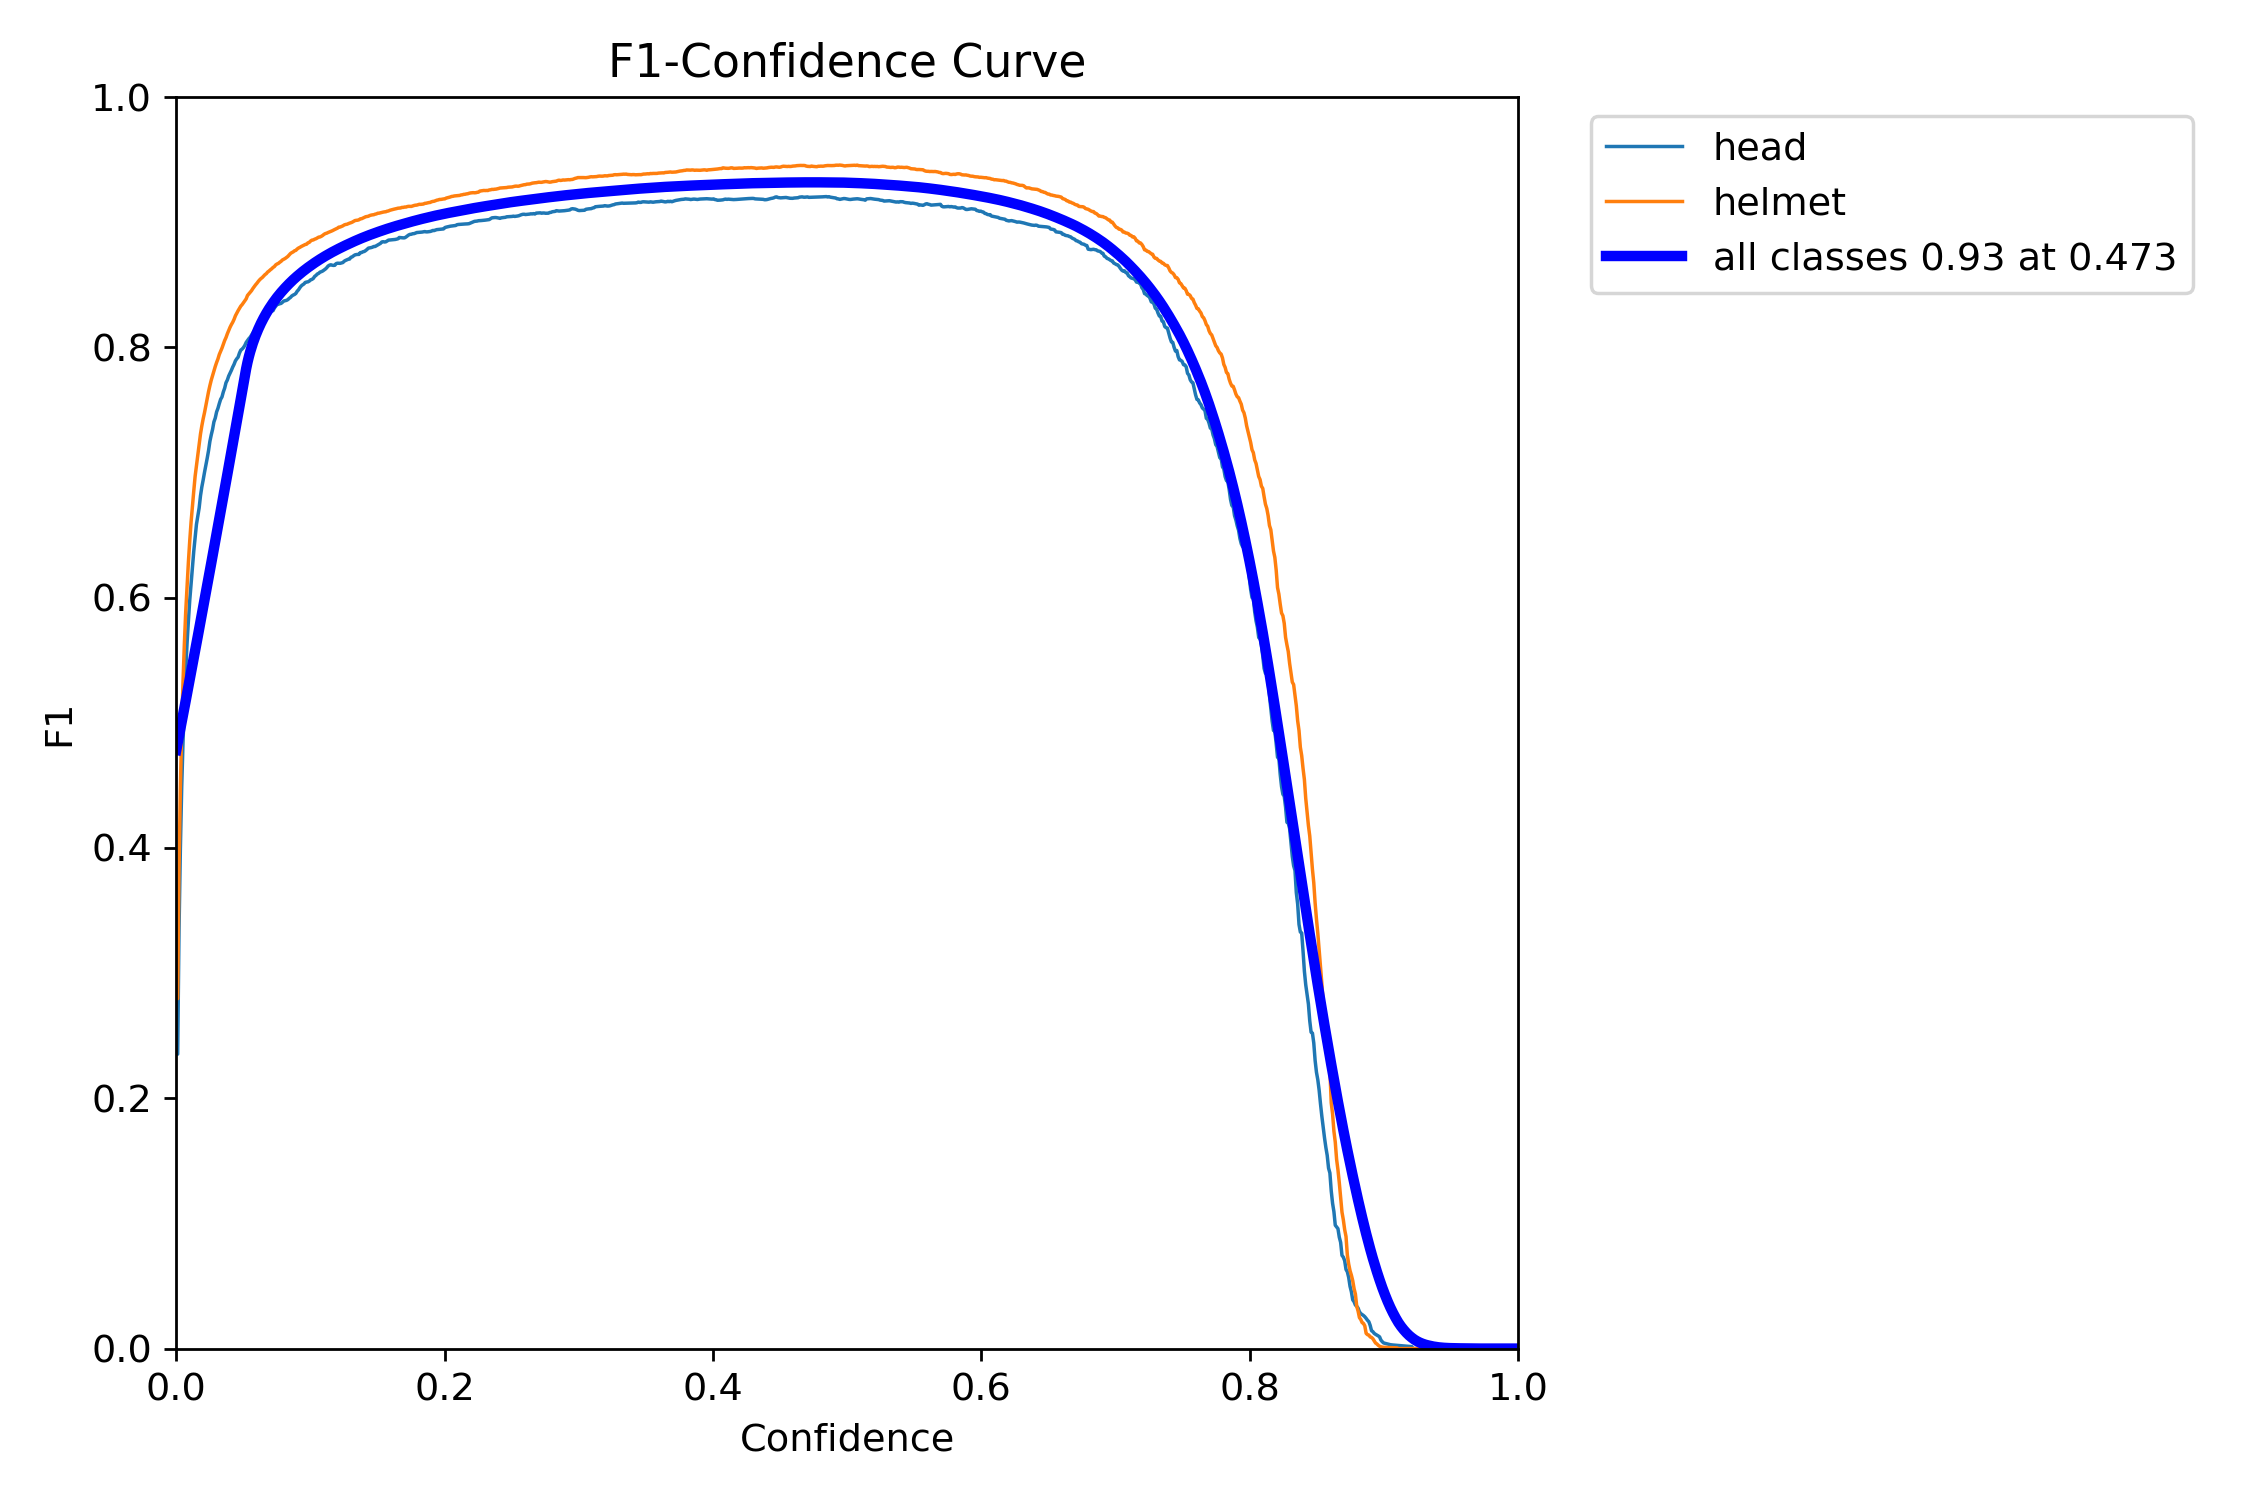 F1-Confidence Curve
1.0
0.8
0.6
0.4
0.2
0.0
F1
0.0 0.2 0.4 0.6 0.8 1.0
Confidence
head
helmet
all classes 0.93 at 0.473